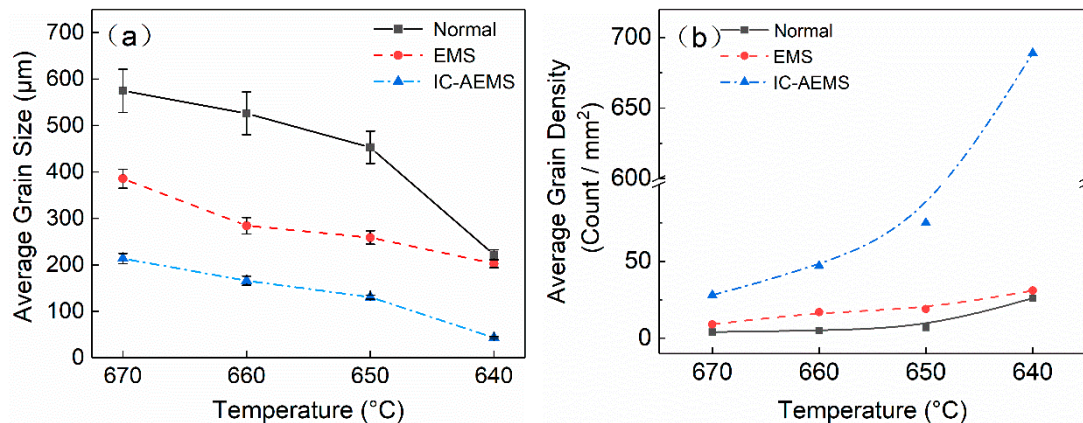 (a)
Normal
EMS
IC-AEMS
Average Grain Size (μm)
700
600
500
400
300
200
100
0
670
660
650
640
Temperature (°C)
(b)
Normal
EMS
IC-AEMS
Average Grain Density
(Count / mm²)
700
650
600
50
0
670
660
650
640
Temperature (°C)